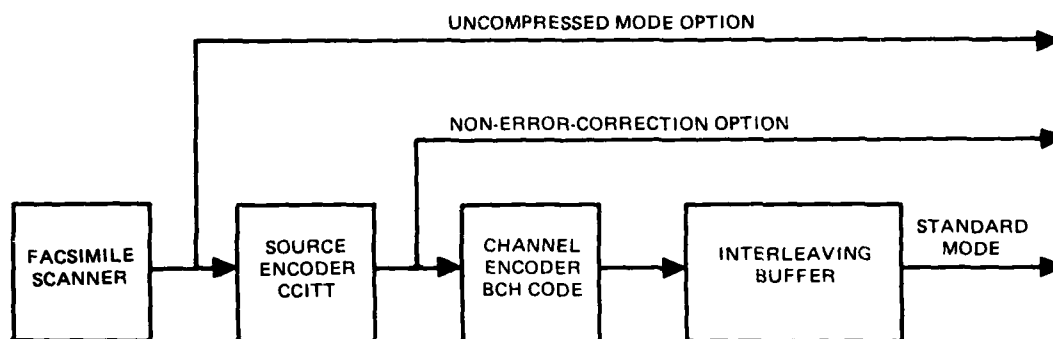 UNCOMPRESSED MODE OPTION
NON-ERROR-CORRECTION OPTION
FACSIMILE
SCANNER
SOURCE
ENCODER
CCITT
CHANNEL
ENCODER
BCH CODE
INTERLEAVING
BUFFER
STANDARD
MODE